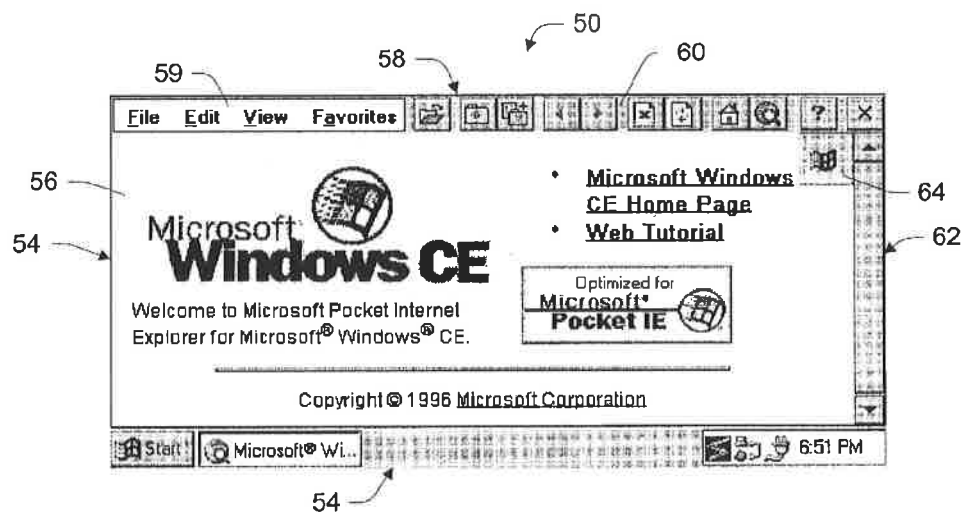 50
58
60
59
File Edit View Favorites ? ×
56
64
54
62
Microsoft
Windows CE
• Microsoft Windows
CE Home Page
• Web Tutorial
Optimized for
Microsoft®
Pocket IE
Welcome to Microsoft Pocket Internet
Explorer for Microsoft® Windows® CE.
Copyright © 1996 Microsoft Corporation
Start Microsoft® Wi... 6:51 PM
54